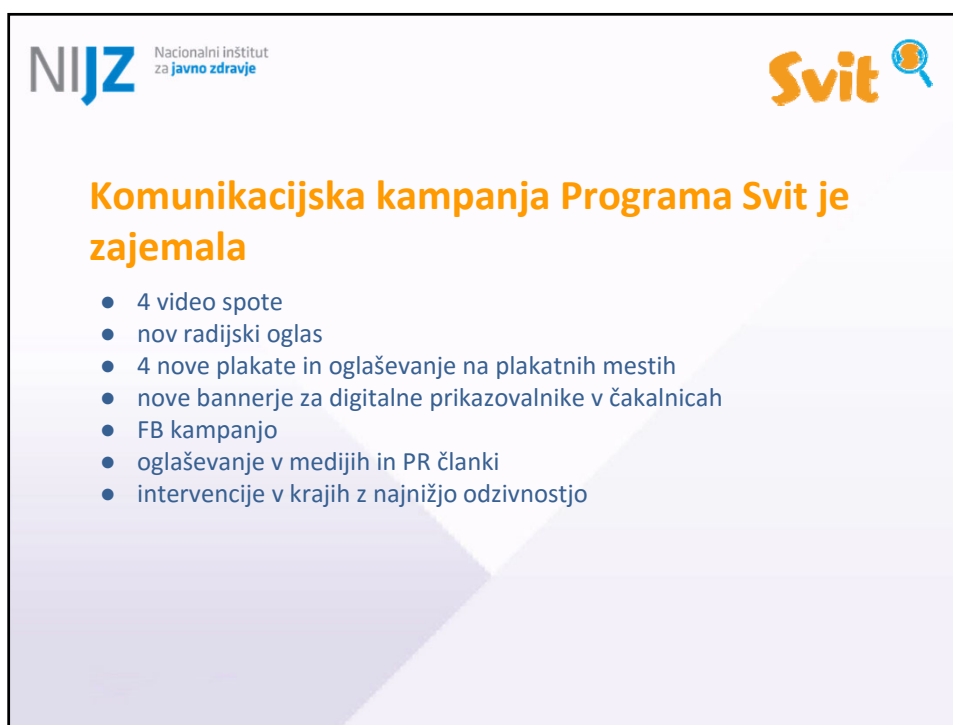 NIJZ
Nacionalni inštitut
za javno zdravje
Svit
Komunikacijska kampanja Programa Svit je
zajemala
● 4 video spote
● nov radijski oglas
● 4 nove plakate in oglaševanje na plakatnih mestih
● nove bannerje za digitalne prikazovalnike v čakalnicah
● FB kampanjo
● oglaševanje v medijih in PR članki
● intervencije v krajih z najnižjo odzivnostjo